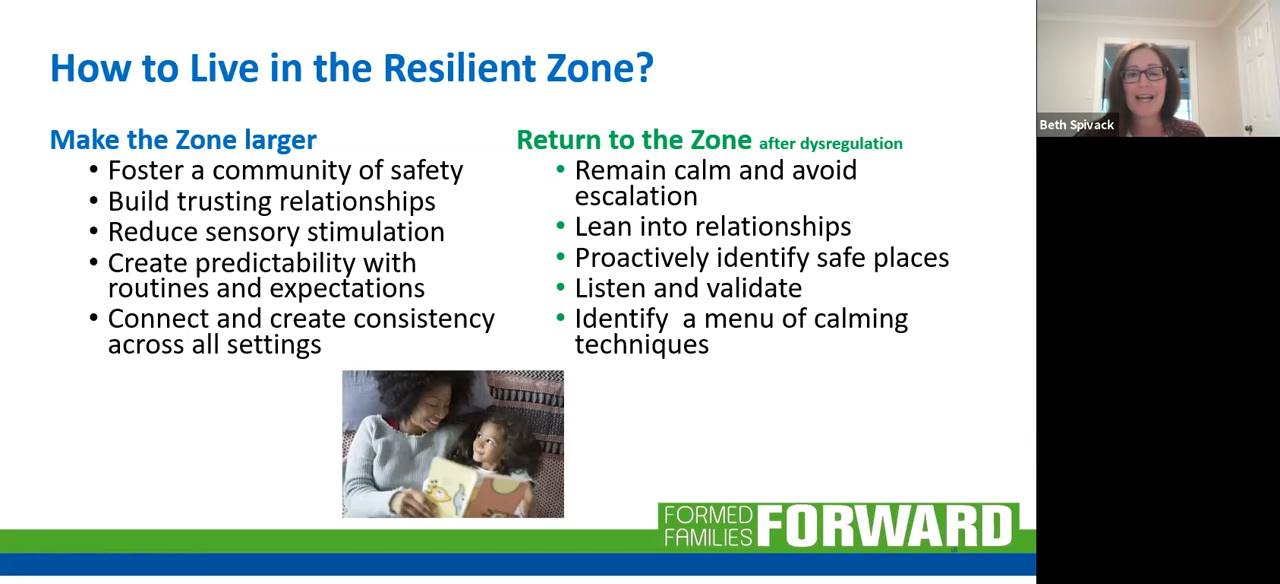 How to Live in the Resilient Zone?
Make the Zone larger
• Foster a community of safety
• Build trusting relationships
• Reduce sensory stimulation
• Create predictability with
routines and expectations
• Connect and create consistency
across all settings
Return to the Zone after dysregulation
• Remain calm and avoid
escalation
• Lean into relationships
• Proactively identify safe places
• Listen and validate
• Identify  a menu of calming
techniques
FORMED
FAMILIES
FORWARD
Beth Spivack